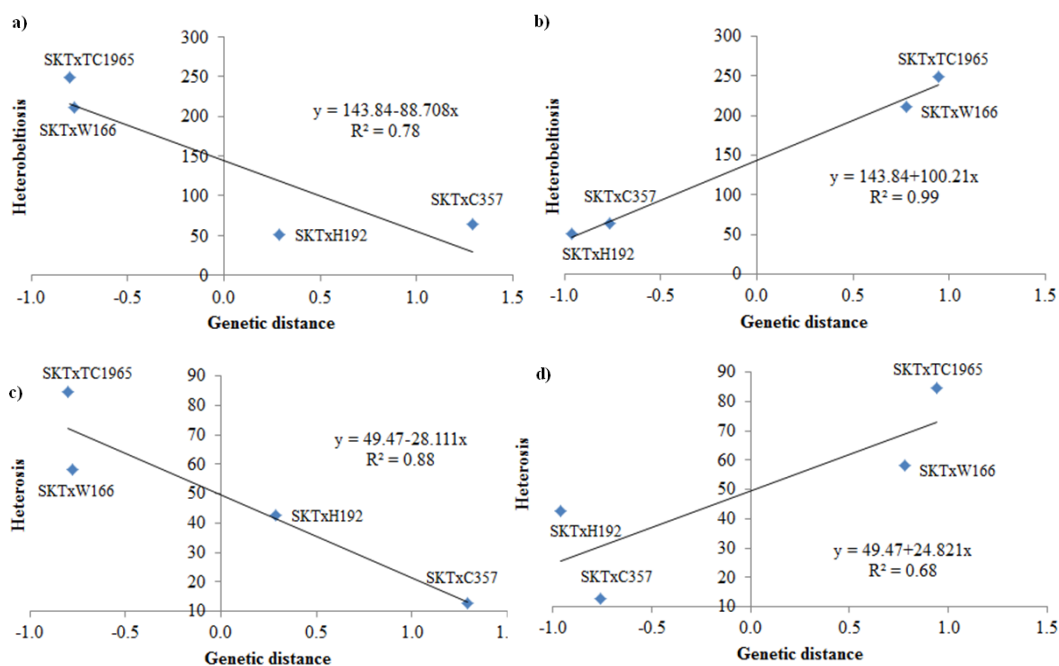 a)
300
250
200
150
100
50
0
-1.0 -0.5 0.0 0.5 1.0 1.5
Heterobeltiosis
Genetic distance
SKTxTC1965
SKTxW166
SKTxH192
SKTxC357
y = 143.84-88.708x
R² = 0.78
b)
300
250
200
150
100
50
0
-1.0 -0.5 0.0 0.5 1.0 1.5
Heterobeltiosis
Genetic distance
SKTxTC1965
SKTxW166
SKTxC357
SKTxH192
y = 143.84+100.21x
R² = 0.99
c)
90
80
70
60
50
40
30
20
10
-1.0 -0.5 0.0 0.5 1.0 1.
Heterosis
Genetic distance
SKTxTC1965
SKTxW166
SKTxH192
SKTxC357
y = 49.47-28.111x
R² = 0.88
d)
90
80
70
60
50
40
30
20
10
-1.0 -0.5 0.0 0.5 1.0 1.5
Heterosis
Genetic distance
SKTxTC1965
SKTxW166
SKTxH192
SKTxC357
y = 49.47+24.821x
R² = 0.68